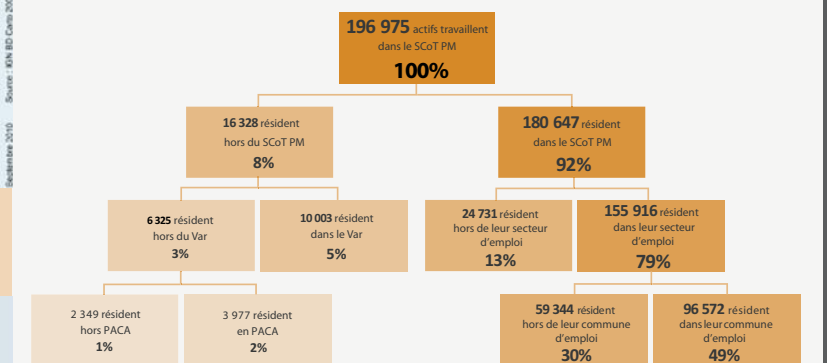 196 975 actifs travaillent
dans le SCoT PM
100%
16 328 résident
hors du SCoT PM
8%
180 647 résident
dans le SCoT PM
92%
6 325 résident
hors du Var
3%
10 003 résident
dans le Var
5%
24 731 résident
hors de leur secteur
d'emploi
13%
155 916 résident
dans leur secteur
d'emploi
79%
2 349 résident
hors PACA
1%
3 977 résident
en PACA
2%
59 344 résident
hors de leur commune
d'emploi
30%
96 572 résident
dans leur commune
d'emploi
49%
Septembre 2010 Source : IGN BD Carto